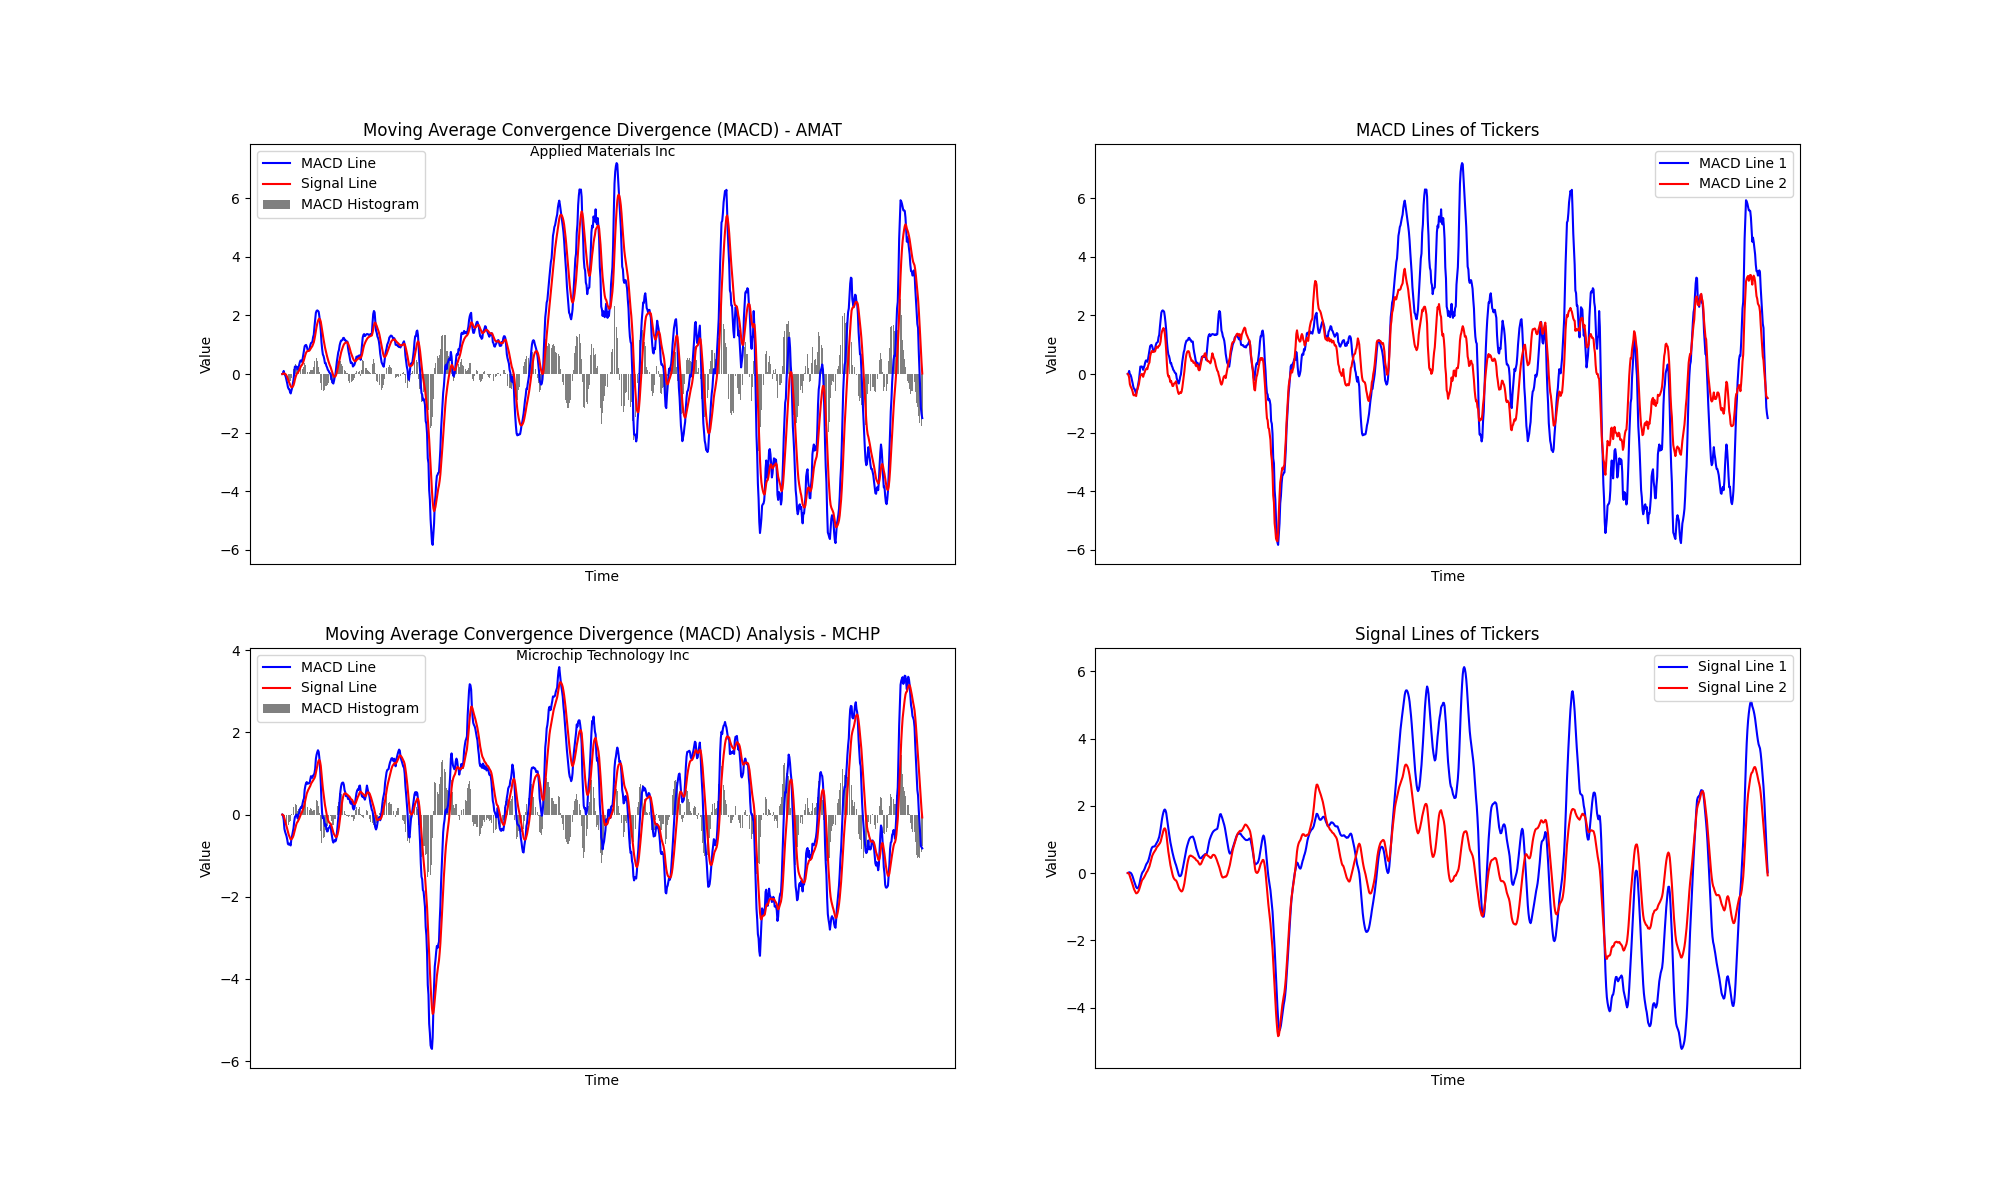 Moving Average Convergence Divergence (MACD) - AMAT
Applied Materials Inc
MACD Line
Signal Line
MACD Histogram
6
4
2
0
−2
−4
−6
Value
Time
MACD Lines of Tickers
MACD Line 1
MACD Line 2
6
4
2
0
−2
−4
−6
Value
Time
Moving Average Convergence Divergence (MACD) Analysis - MCHP
Microchip Technology Inc
MACD Line
Signal Line
MACD Histogram
4
2
0
−2
−4
−6
Value
Time
Signal Lines of Tickers
Signal Line 1
Signal Line 2
6
4
2
0
−2
−4
Value
Time